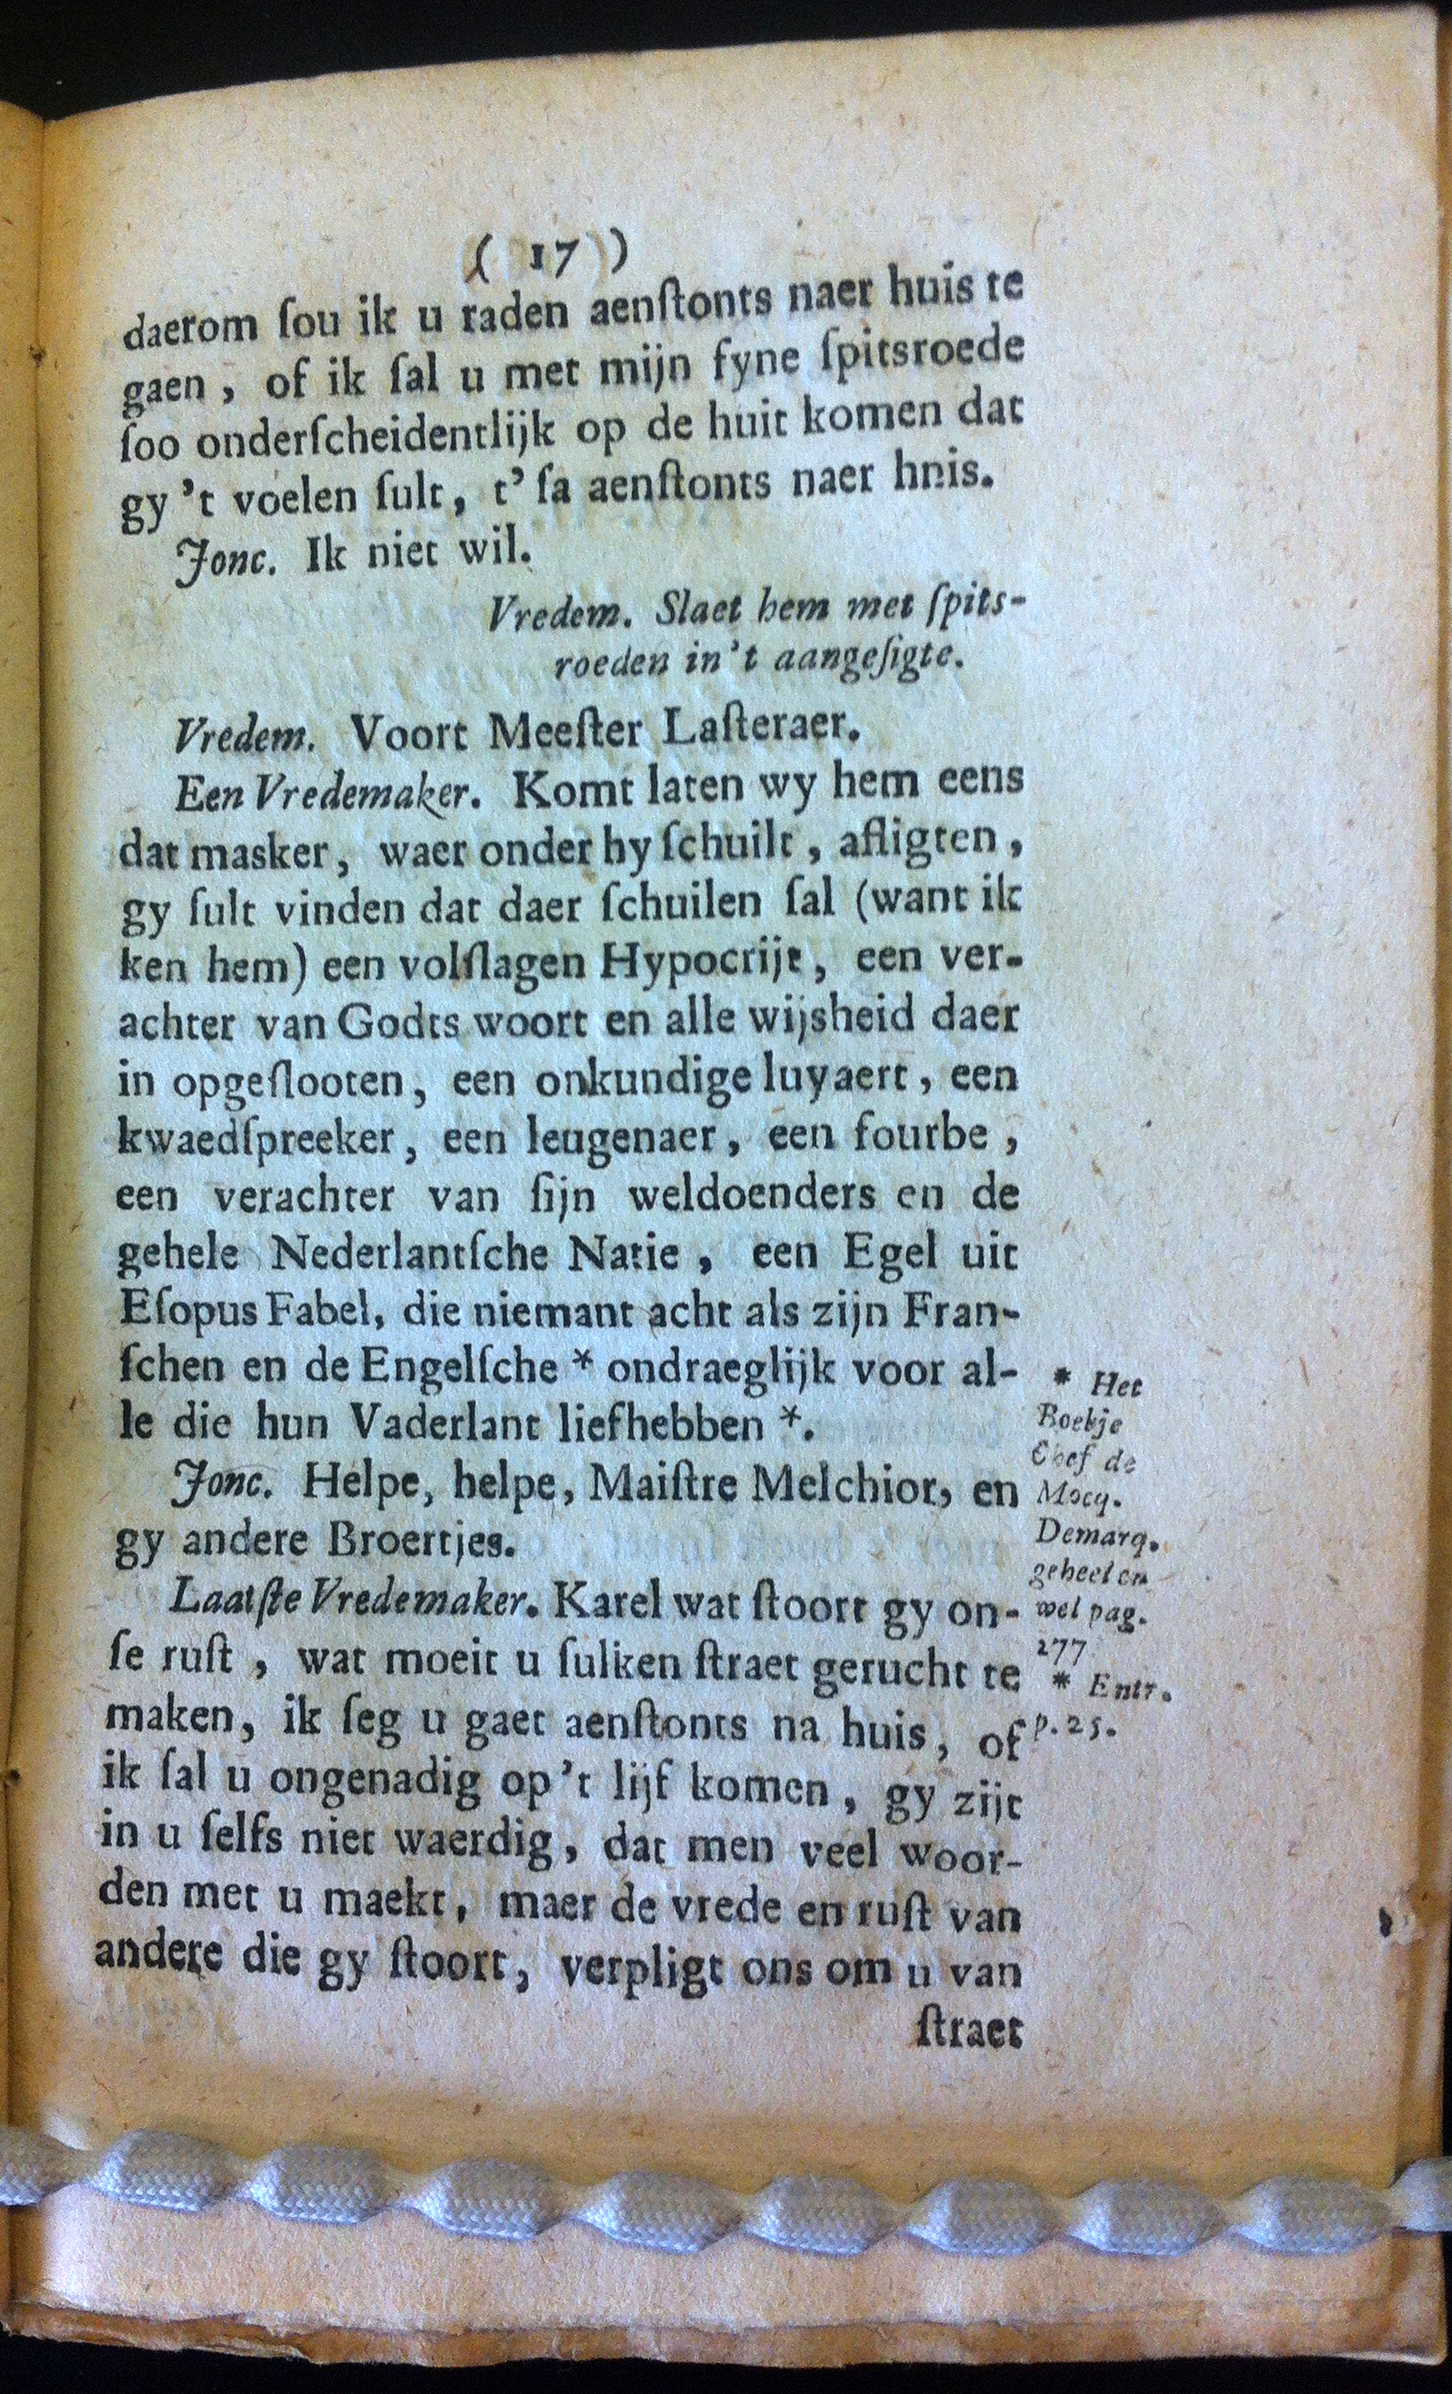 ( 17 )
daerom ſou ik u raden aenſtonts naer huis te
gaen, of ik ſal u met mijn fyne ſpitsroede
ſoo onderſcheidentlijk op de huit komen dat
gy 't voelen ſult, t' ſa aenſtonts naer hnis.
Jonc. Ik niet wil.
Vredem. Slaet hem met ſpits-
roeden in 't aangeſigte.
Vredem. Voort Meeſter Laſteraer.
Een Vredemaker. Komt laten wy hem eens
dat masker, waer onder hy ſchuilt, afligten,
gy ſult vinden dat daer ſchuilen ſal (want ik
ken hem) een volſlagen Hypocrijt, een ver-
achter van Godts woort en alle wijsheid daer
in opgeſlooten, een onkundige luyaert, een
kwaedſpreeker, een leugenaer, een fourbe,
een verachter van ſijn weldoenders en de
gehele Nederlantſche Natie, een Egel uit
Eſopus Fabel, die niemant acht als zijn Fran-
ſchen en de Engelſche * ondraeglijk voor al-
le die hun Vaderlant liefhebben *.
Jonc. Helpe, helpe, Maiſtre Melchior, en
gy andere Broertjes.
Laatſte Vredemaker. Karel wat ſtoort gy on-
ſe ruſt, wat moeit u ſulken ſtraet gerucht te
maken, ik ſeg u gaet aenſtonts na huis, of
ik ſal u ongenadig op 't lijf komen, gy zijt
in u ſelfs niet waerdig, dat men veel woor-
den met u maekt, maer de vrede en ruſt van
andere die gy ſtoort, verpligt ons om u van
ſtraet
* Het
Boekje
Chef de
Mocq.
Demarq.
geheel en
wel pag.
277
* Entr.
p. 25.